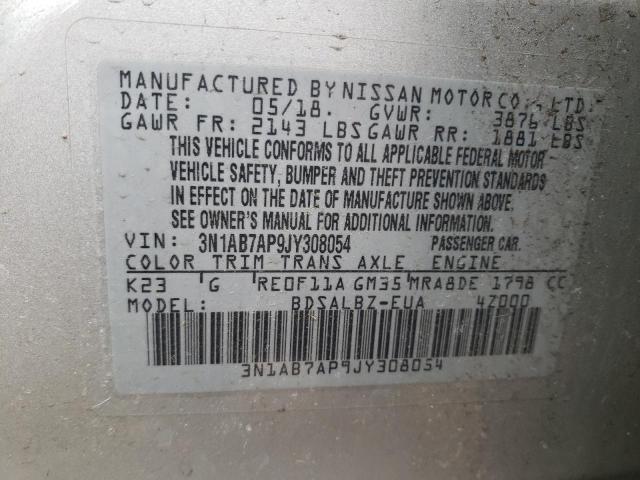 MANUFACTURED BY NISSAN MOTOR CO., LTD.
DATE: 05/18. GVWR: 3876 LBS
GAWR FR: 2143 LBS GAWR RR: 1881 LBS
THIS VEHICLE CONFORMS TO ALL APPLICABLE FEDERAL MOTOR
VEHICLE SAFETY, BUMPER AND THEFT PREVENTION STANDARDS
IN EFFECT ON THE DATE OF MANUFACTURE SHOWN ABOVE.
SEE OWNER'S MANUAL FOR ADDITIONAL INFORMATION.
VIN: 3N1AB7AP9JY308054 PASSENGER CAR.
COLOR TRIM TRANS AXLE ENGINE
K23 G RE0F11A GM35 MRA8DE 1798 CC
MODEL: BDSALBZ-EUA 4Z000
3N1AB7AP9JY308054